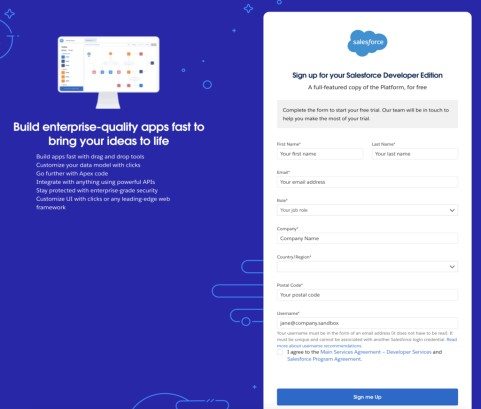 Build enterprise-quality apps fast to
bring your ideas to life
Build apps fast with drag and drop tools
Customize your data model with clicks
Go further with Apex code
Integrate with anything using powerful APIs
Stay protected with enterprise-grade security
Customize UI with clicks or any leading-edge web
framework
salesforce
Sign up for your Salesforce Developer Edition
A full-featured copy of the Platform, for free
Complete the form to start your free trial. Our team will be in touch to
help you make the most of your trial.
First Name*
Last Name*
Your first name
Your last name
Email*
Your email address
Role*
Your job role
Company*
Company Name
Country/Region*
Postal Code*
Your postal code
Username*
jane@company.sandbox
Your username must be in the form of an email address (it does not have to be real). It
must be unique and cannot be associated with another Salesforce login credential. Read
more about username recommendations.
I agree to the Main Services Agreement – Developer Services and
Salesforce Program Agreement.
Sign me Up